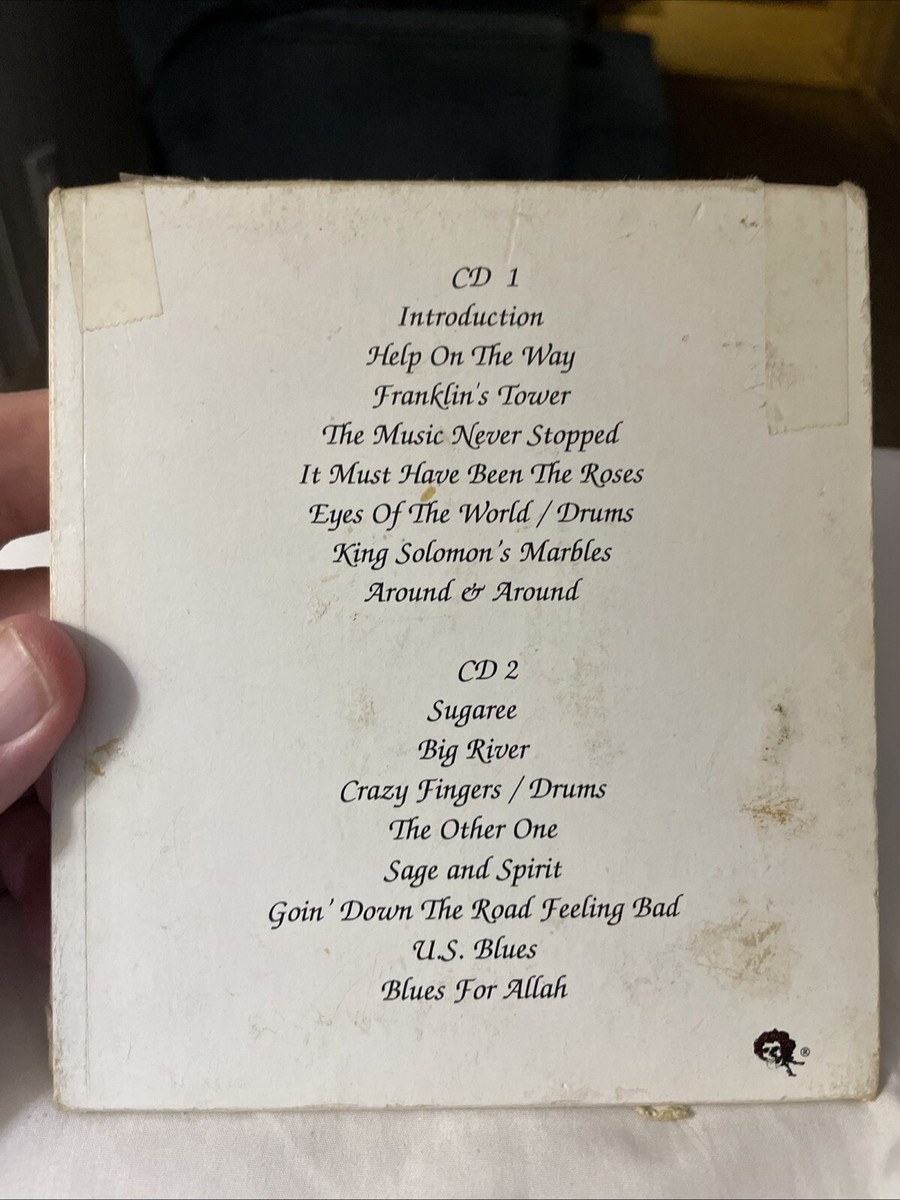 CD 1
Introduction
Help On The Way
Franklin's Tower
The Music Never Stopped
It Must Have Been The Roses
Eyes Of The World / Drums
King Solomon's Marbles
Around & Around
CD 2
Sugaree
Big River
Crazy Fingers / Drums
The Other One
Sage and Spirit
Goin' Down The Road Feeling Bad
U.S. Blues
Blues For Allah
®